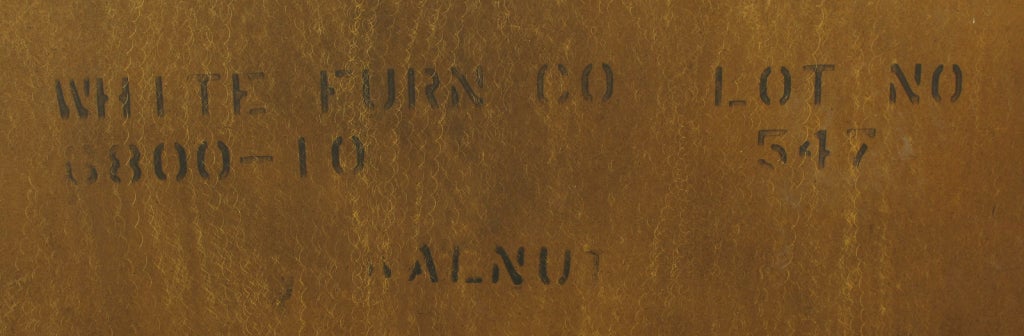 WHITE FURN CO LOT NO
6800-10 547
WALNUT